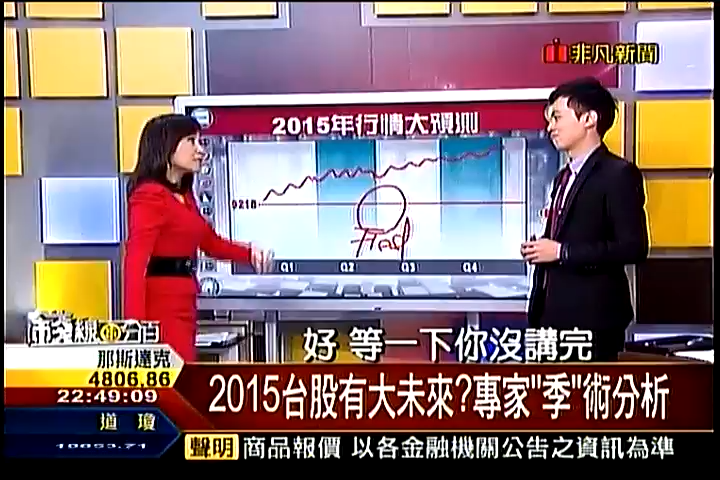 非凡新聞
2015年行情大預測
9218
Q1 Q2 Q3 Q4
好 等一下你沒講完
那斯達克
4806.86
22:49:09
道 瓊
2015台股有大未來?專家"季"術分析
聲明 商品報價 以各金融機關公告之資訊為準